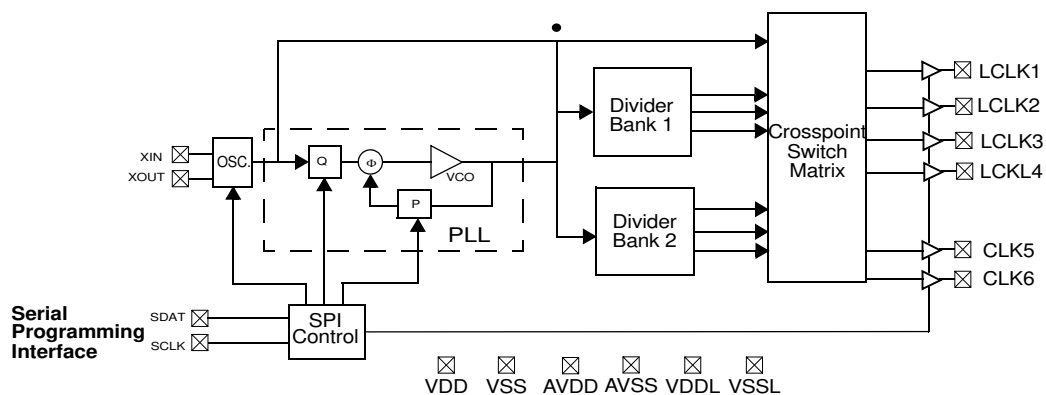 LCLK1
Divider
Bank 1
LCLK2
Crosspoint
Switch
Matrix
LCLK3
XIN
OSC.
Q
Φ
VCO
LCKL4
XOUT
P
PLL
Divider
Bank 2
CLK5
CLK6
Serial
Programming
Interface
SDAT
SCLK
SPI
Control
VDD VSS AVDD AVSS VDDL VSSL